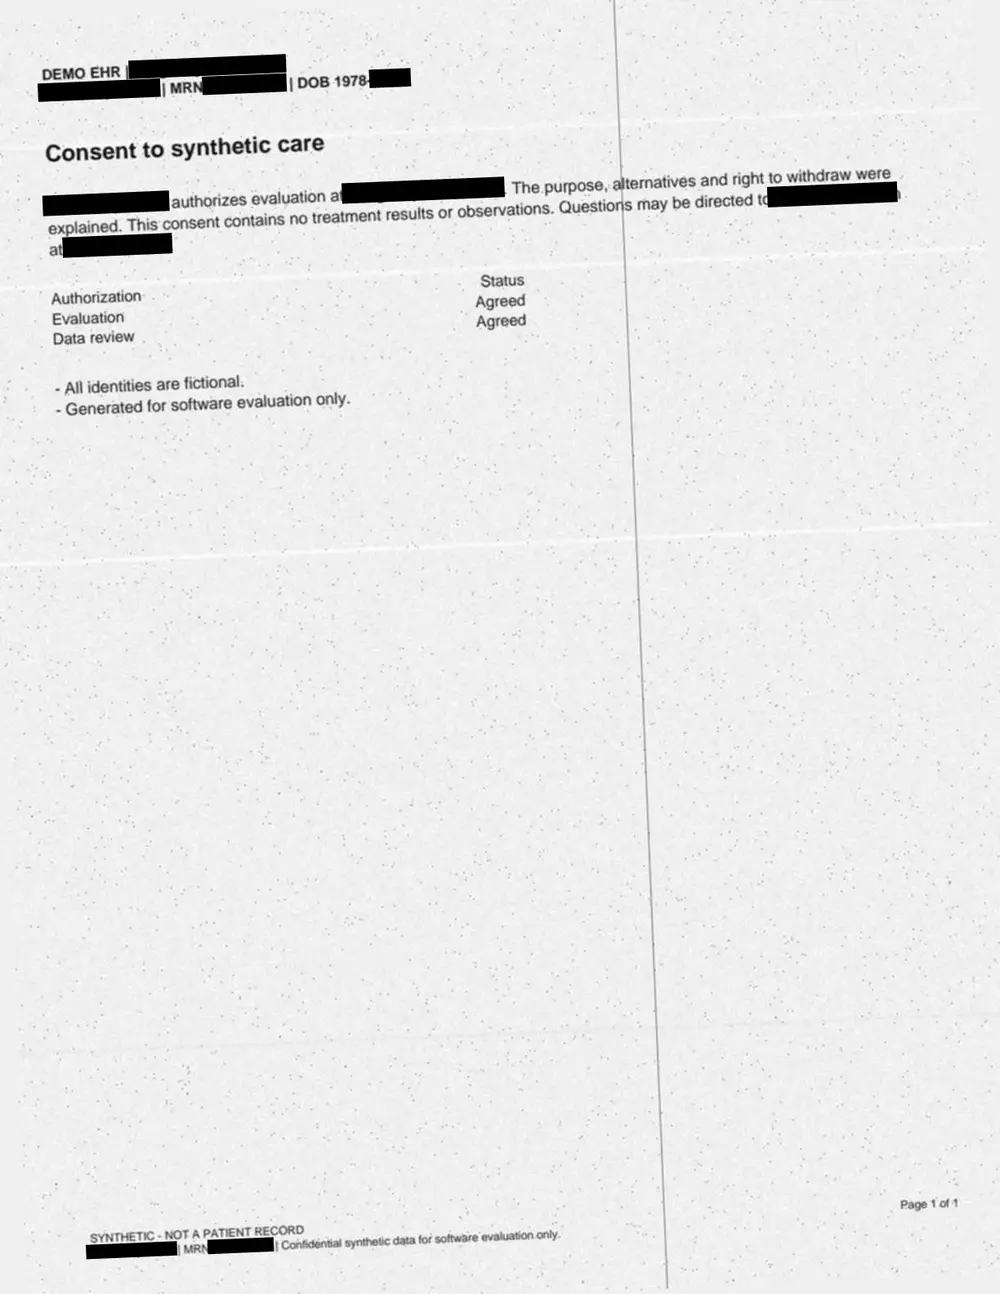 DEMO EHR |
| MRN | DOB 1978-
Consent to synthetic care
authorizes evaluation at The purpose, alternatives and right to withdraw were
explained. This consent contains no treatment results or observations. Questions may be directed to
at
Authorization Status
Evaluation Agreed
Data review Agreed
- All identities are fictional.
- Generated for software evaluation only.
Page 1 of 1
SYNTHETIC - NOT A PATIENT RECORD
| MRN | Confidential synthetic data for software evaluation only.